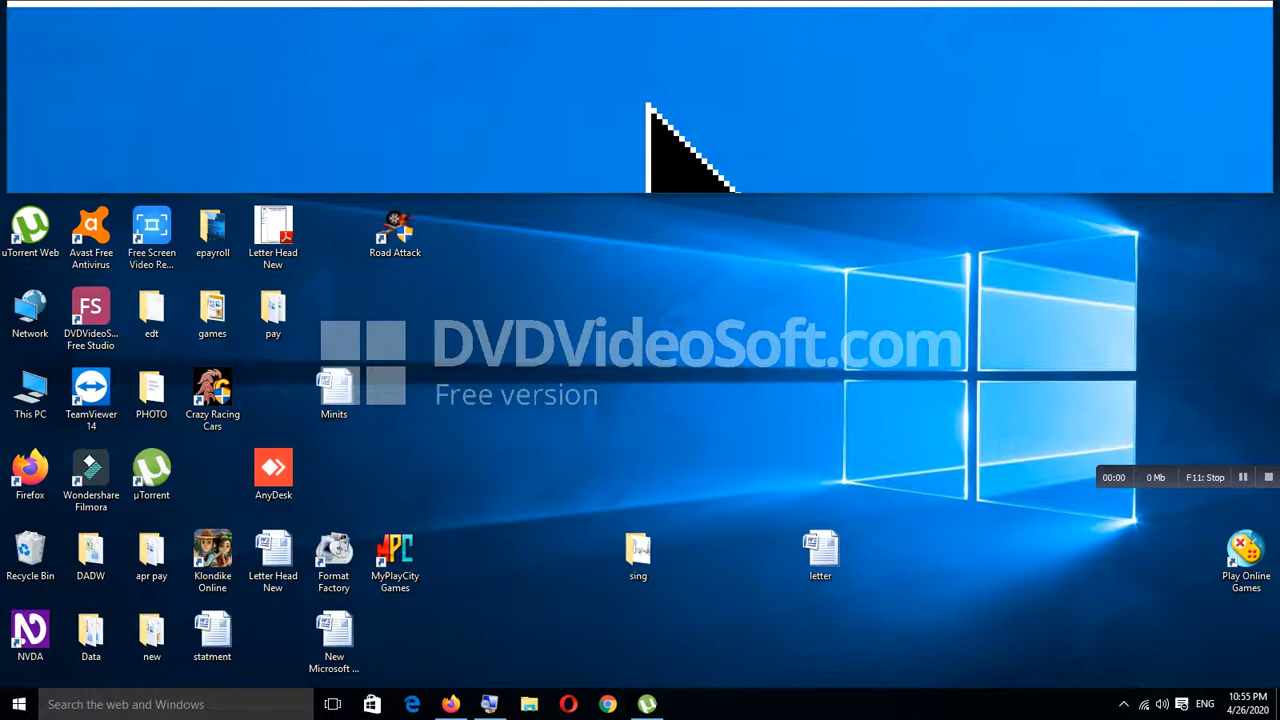 uTorrent Web
Avast Free
Antivirus
Free Screen
Video Re...
epayroll
Letter Head
New
Road Attack
Network
FS
DVDVideoS...
Free Studio
edt
games
pay
DVDVideoSoft.com
Free version
This PC
TeamViewer
14
PHOTO
Crazy Racing
Cars
Minits
Firefox
Wondershare
Filmora
µTorrent
AnyDesk
00:00
0 Mb
F11: Stop
Recycle Bin
DADW
apr pay
Klondike
Online
Letter Head
New
Format
Factory
MPC
MyPlayCity
Games
sing
letter
Play Online
Games
NVDA
Data
new
statment
New
Microsoft ...
Search the web and Windows
ENG
10:55 PM
4/26/2020